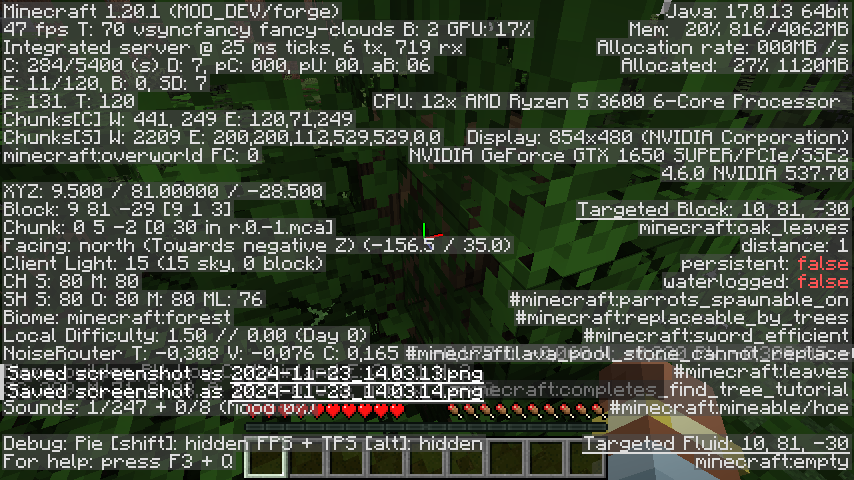 Minecraft 1.20.1 (MOD_DEV/forge)
47 fps T: 70 vsyncfancy fancy-clouds B: 2 GPU: 17%
Integrated server @ 25 ms ticks, 6 tx, 719 rx
C: 284/5400 (s) D: 7, pC: 000, pU: 00, aB: 06
E: 11/120, B: 0, SD: 7
P: 131. T: 120
Chunks[C] W: 441, 249 E: 120,71,249
Chunks[S] W: 2209 E: 200,200,112,529,529,0,0
minecraft:overworld FC: 0
XYZ: 9.500 / 81.00000 / -28.500
Block: 9 81 -29 [9 1 3]
Chunk: 0 5 -2 [0 30 in r.0.-1.mca]
Facing: north (Towards negative Z) (-156.5 / 35.0)
Client Light: 15 (15 sky, 0 block)
CH S: 80 M: 80
SH S: 80 O: 80 M: 80 ML: 76
Biome: minecraft:forest
Local Difficulty: 1.50 // 0.00 (Day 0)
NoiseRouter T: -0,303 V: -0,076 C: 0,165
Saved screenshot as 2024-11-23_14.03.13.png
Saved screenshot as 2024-11-23_14.03.14.png
Sounds: 1/247 + 0/8
Debug: Pie [shift]: hidden FPS + TPS [alt]: hidden
For help: press F3 + Q
Java: 17.0.13 64bit
Mem: 20% 816/4062MB
Allocation rate: 000MB /s
Allocated: 27% 1120MB
CPU: 12x AMD Ryzen 5 3600 6-Core Processor
Display: 854x480 (NVIDIA Corporation)
NVIDIA GeForce GTX 1650 SUPER/PCIe/SSE2
4.6.0 NVIDIA 537.70
Targeted Block: 10, 81, -30
minecraft:oak_leaves
distance: 1
persistent: false
waterlogged: false
#minecraft:parrots_spawnable_on
#minecraft:replaceable_by_trees
#minecraft:sword_efficient
#minecraft:lava_pool_stone_cannot_replace
#minecraft:leaves
minecraft:completes_find_tree_tutorial
#minecraft:mineable/hoe
Targeted Fluid: 10, 81, -30
minecraft:empty